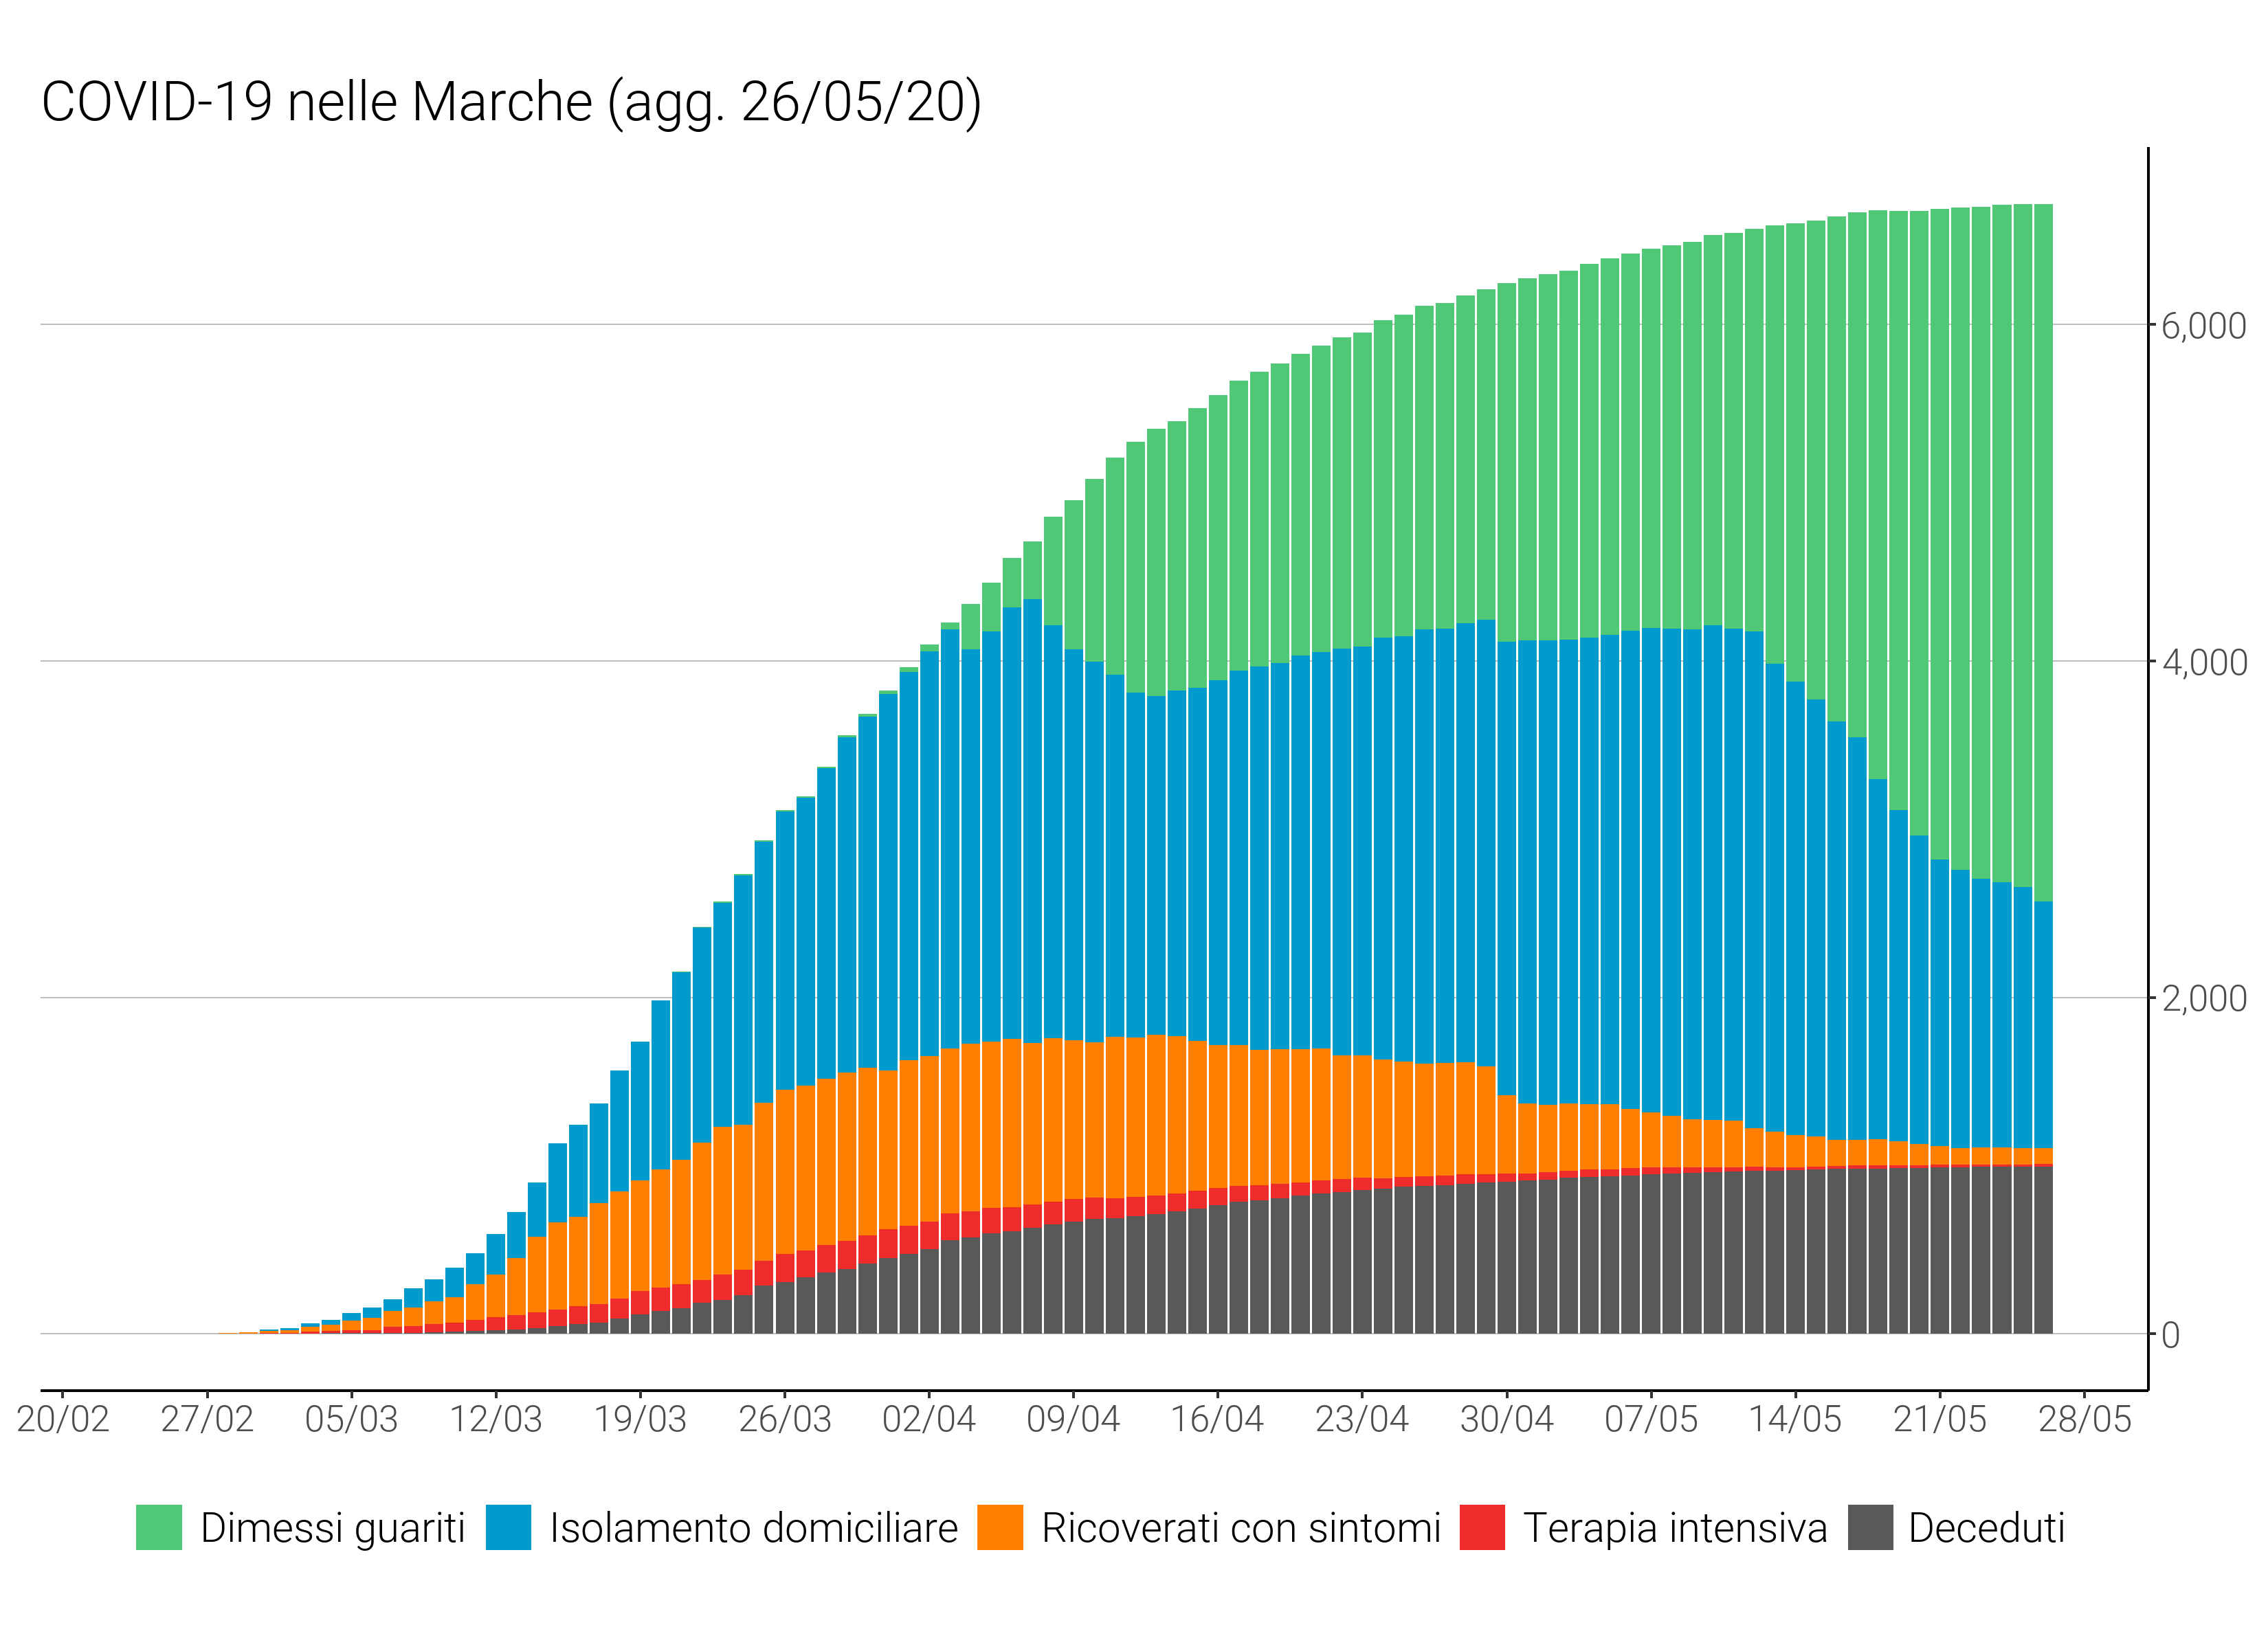 COVID-19 nelle Marche (agg. 26/05/20)
6,000
4,000
2,000
0
20/02 27/02 05/03 12/03 19/03 26/03 02/04 09/04 16/04 23/04 30/04 07/05 14/05 21/05 28/05
Dimessi guariti Isolamento domiciliare Ricoverati con sintomi Terapia intensiva Deceduti